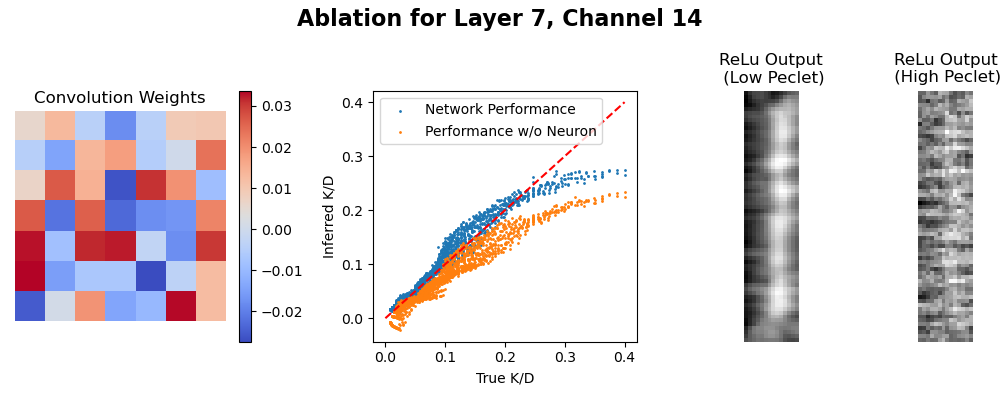 Ablation for Layer 7, Channel 14
Convolution Weights
0.03
0.02
0.01
0.00
−0.01
−0.02
Network Performance
Performance w/o Neuron
0.4
0.3
0.2
0.1
0.0
Inferred K/D
0.0 0.1 0.2 0.3 0.4
True K/D
ReLu Output
(Low Peclet)
ReLu Output
(High Peclet)